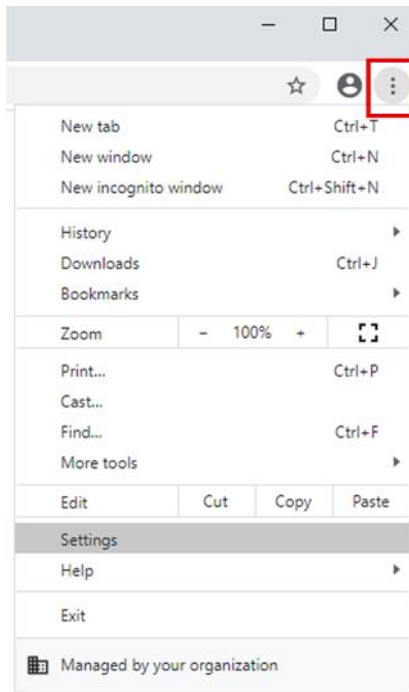 New tab Ctrl+T
New window Ctrl+N
New incognito window Ctrl+Shift+N
History
Downloads Ctrl+J
Bookmarks
Zoom - 100% +
Print... Ctrl+P
Cast...
Find... Ctrl+F
More tools
Edit Cut Copy Paste
Settings
Help
Exit
Managed by your organization